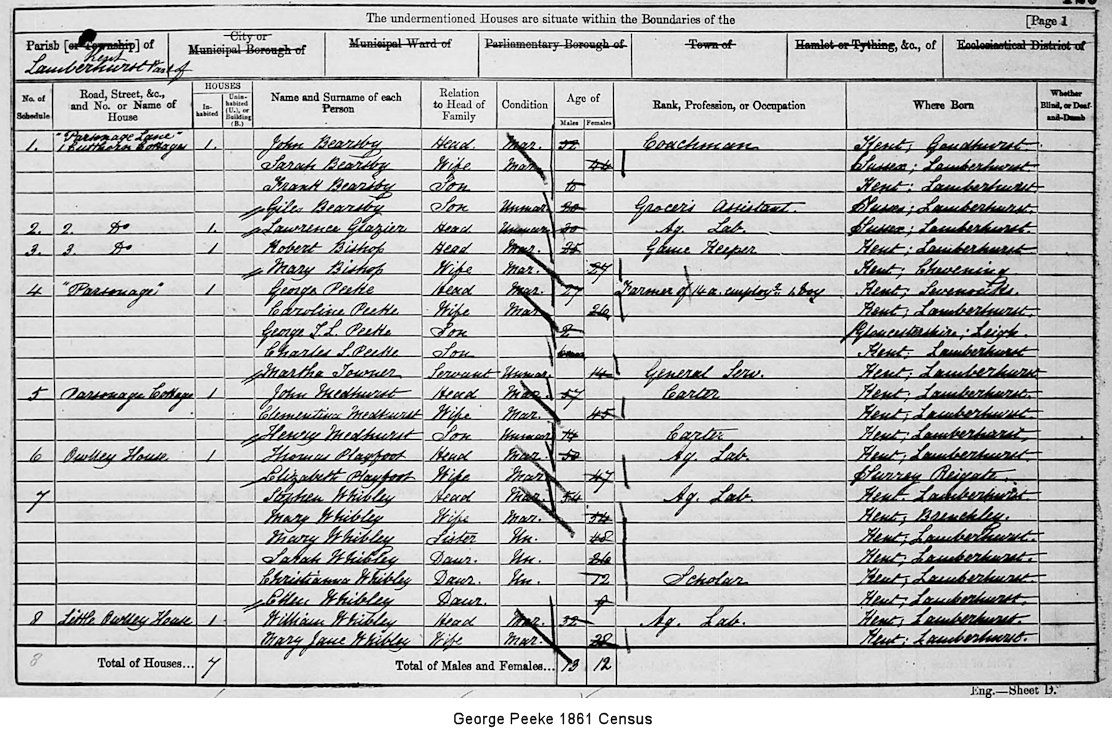 The undermentioned Houses are situate within the Boundaries of the [Page 1
Parish [or Township] of City or Municipal Borough of Municipal Ward of Parliamentary Borough of Town of Hamlet or Tything, &c., of Ecclesiastical District of
Kent
Lamberhurst Part of
No. of Schedule Road, Street, &c., and No. or Name of House HOUSES Inhabited Uninhabited (U.), or Building (B.) Name and Surname of each Person Relation to Head of Family Condition Age of Males Females Rank, Profession, or Occupation Where Born Whether Blind, or Deaf-and-Dumb
"Parsonage Lane"
1. 1 Cottages 1. John Bearsby Head Mar. Coachman Kent; Goudhurst
Sarah Bearsby Wife Mar. 44 Sussex; Lamberhurst
Frank Bearsby Son Kent; Lamberhurst
Giles Bearsby Son Unmar. 20 Grocer's Assistant. Sussex; Lamberhurst.
2. 2. Do 1. Lawrence Glazier Head Unmar. Ag. Lab. Sussex; Lamberhurst
3. 3. Do 1 Robert Bishop Head Mar. Game Keeper Kent; Lamberhurst
Mary Bishop Wife Mar. 27 Kent; Chevening
4 "Parsonage" 1 George Peeke Head Mar. 27 Farmer of 14 a. employg. 1 boy Kent; Sevenoaks.
Caroline Peeke Wife Mar. 26 Kent; Lamberhurst.
George T. L. Peeke Son 2 Gloucestershire; Leigh
Charles S. Peeke Son Kent; Lamberhurst
Martha Towner Servant Unmar. 14 General Serv. Kent; Lamberhurst
5 Parsonage Cottage 1 John Medhurst Head Mar. 57 Carter Kent; Lamberhurst.
Clementina Medhurst Wife Mar. 45 Kent; Lamberhurst.
Henry Medhurst Son Unmar. 14 Carter Kent; Lamberhurst.
6 Owlley House 1 Thomas Playfoot Head Mar. 50 Ag. Lab. Kent; Lamberhurst.
Elizabeth Playfoot Wife Mar. 47 Surrey Reigate.
7 Stephen Whibley Head Mar. 54 Ag. Lab. Kent Lamberhurst
Mary Whibley Wife Mar. 54 Kent; Brenchley.
Mary Whibley Sister Un. 48 Kent; Lamberhurst.
Sarah Whibley Daur. Un. 26 Kent; Lamberhurst.
Christianna Whibley Daur. Un. 12 Scholar Kent; Lamberhurst
Ellen Whibley Daur. 9 Kent; Lamberhurst.
8 Little Owlley House 1 William Whibley Head Mar. 32 Ag. Lab. Kent; Lamberhurst.
Mary Jane Whibley Wife Mar. 28 Kent; Lamberhurst.
8 Total of Houses... 7 Total of Males and Females... 13 12
Eng.—Sheet D.
George Peeke 1861 Census